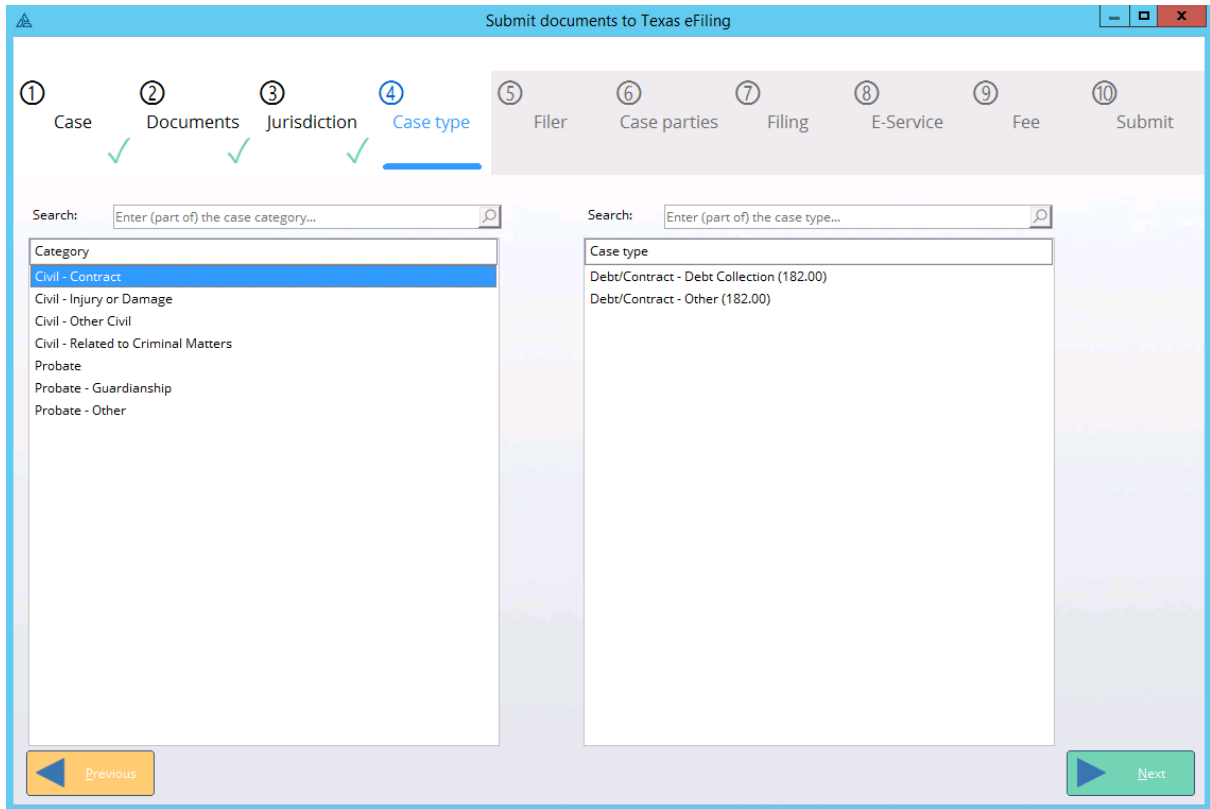 Submit documents to Texas eFiling
1 2 3 4 5 6 7 8 9 10
Case Documents Jurisdiction Case type Filer Case parties Filing E-Service Fee Submit
Search: Enter (part of) the case category... Search: Enter (part of) the case type...
Category Case type
Civil - Contract Debt/Contract - Debt Collection (182.00)
Civil - Injury or Damage Debt/Contract - Other (182.00)
Civil - Other Civil
Civil - Related to Criminal Matters
Probate
Probate - Guardianship
Probate - Other
Previous Next